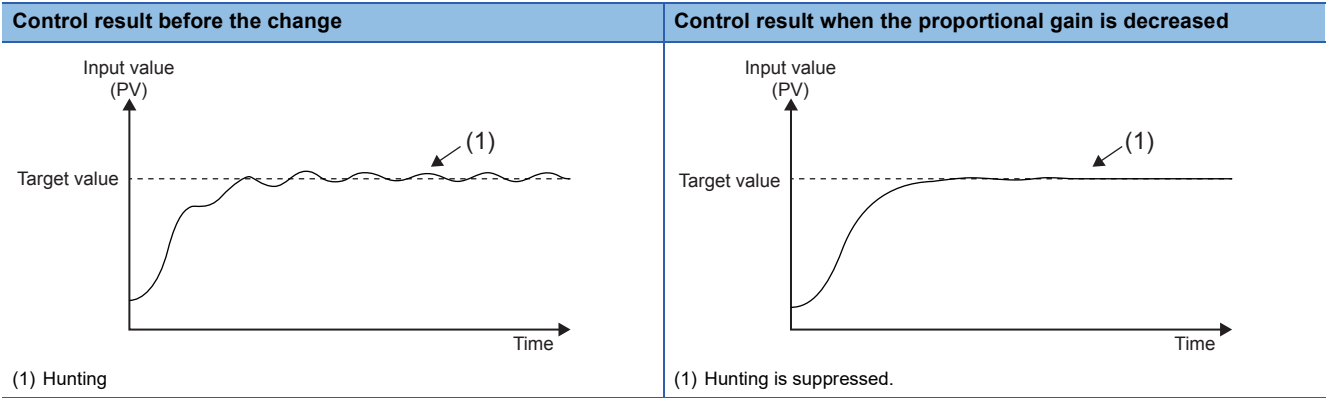 Control result before the change
Control result when the proportional gain is decreased
Input value
(PV)
(1)
Target value
Time
(1) Hunting
Input value
(PV)
(1)
Target value
Time
(1) Hunting is suppressed.